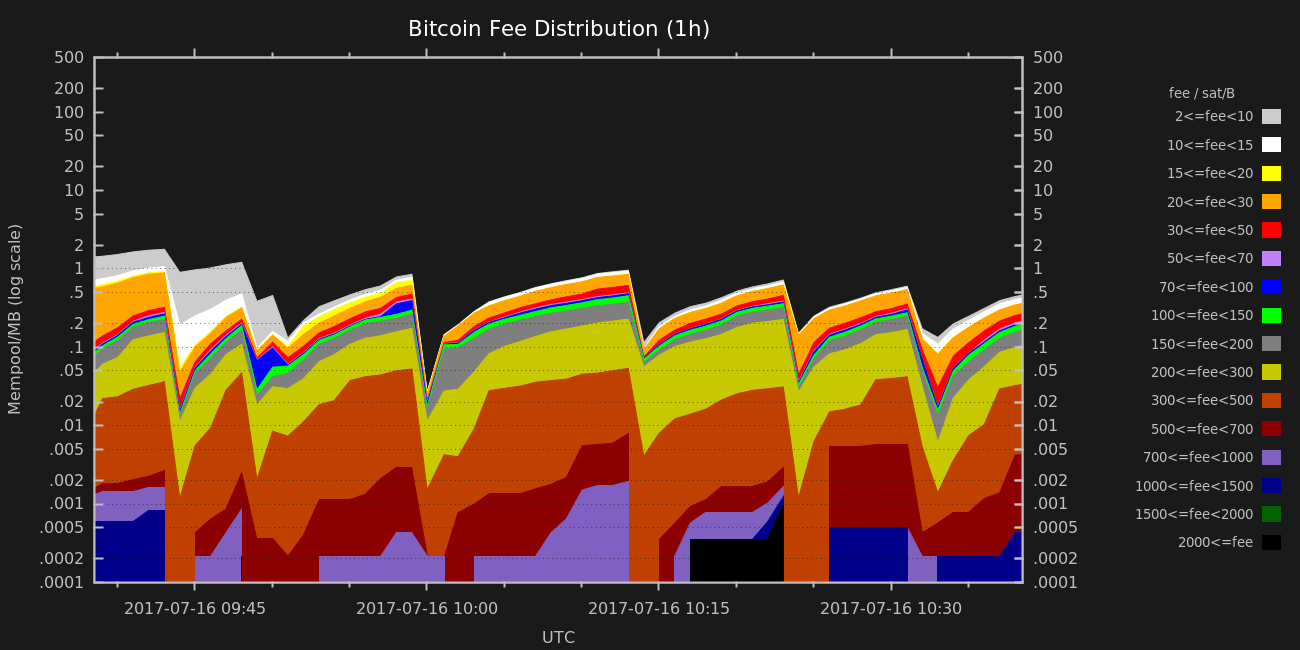 Bitcoin Fee Distribution (1h)
500
200
100
50
20
10
5
2
1
.5
.2
.1
.05
.02
.01
.005
.002
.001
.0005
.0002
.0001
Mempool/MB (log scale)
500
200
100
50
20
10
5
2
1
.5
.2
.1
.05
.02
.01
.005
.002
.001
.0005
.0002
.0001
2017-07-16 09:45
2017-07-16 10:00
2017-07-16 10:15
2017-07-16 10:30
UTC
fee / sat/B
2<=fee<10
10<=fee<15
15<=fee<20
20<=fee<30
30<=fee<50
50<=fee<70
70<=fee<100
100<=fee<150
150<=fee<200
200<=fee<300
300<=fee<500
500<=fee<700
700<=fee<1000
1000<=fee<1500
1500<=fee<2000
2000<=fee